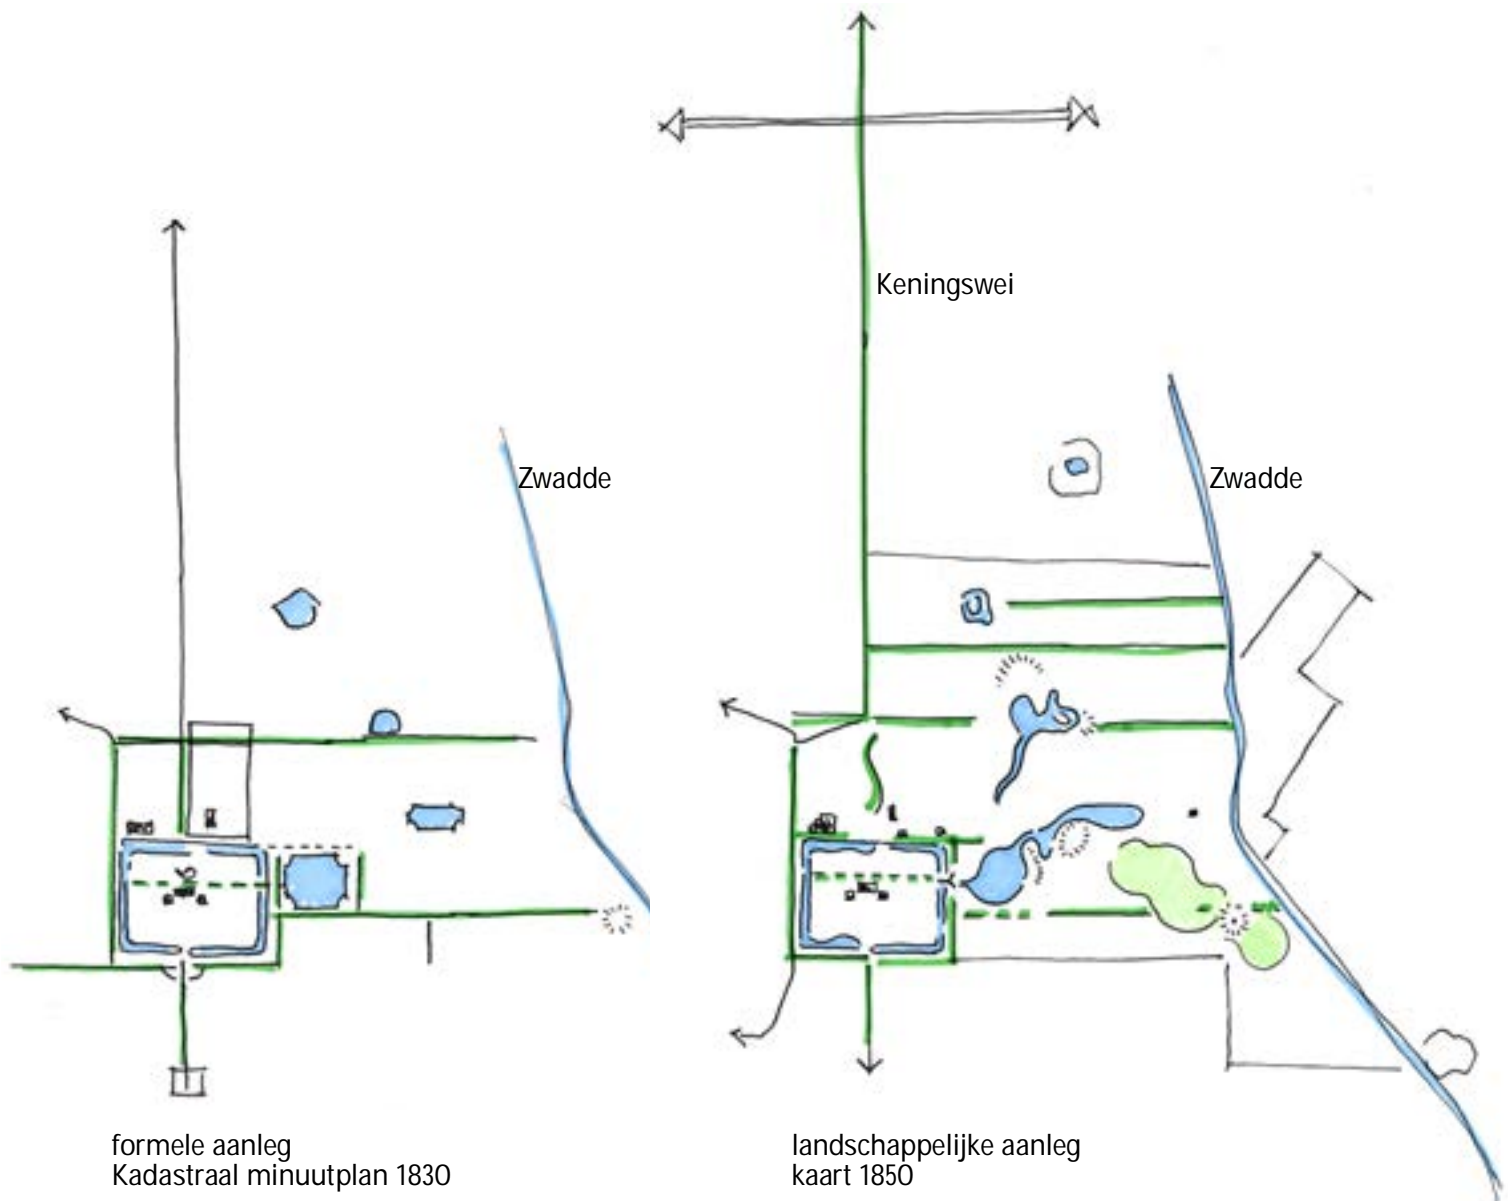 Keningswei
Zwadde
Zwadde
formele aanleg
Kadastraal minuutplan 1830
landschappelijke aanleg
kaart 1850